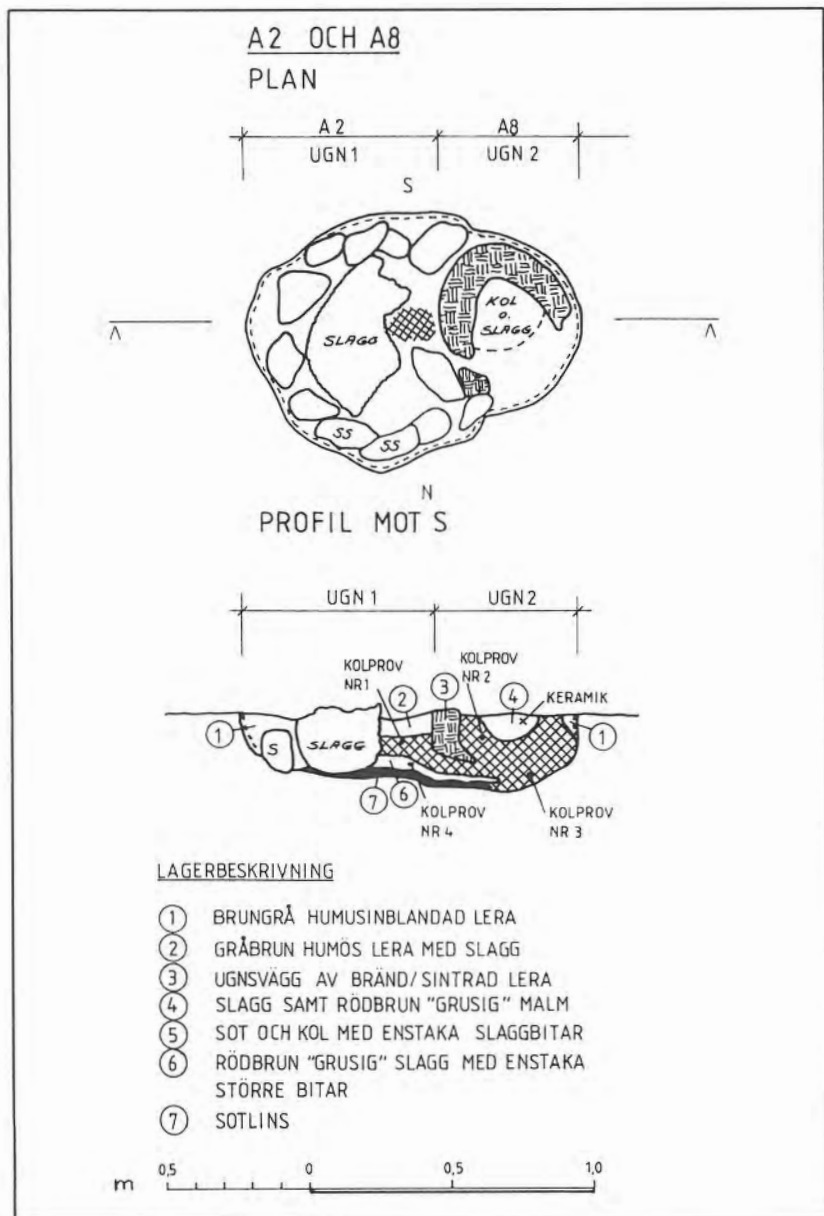 A2 OCH A8
PLAN
A2 A8
UGN 1 UGN 2
S
KOL
O.
SLAGG
SLAGG
A A
SS SS
N
PROFIL MOT S
UGN 1 UGN 2
KOLPROV
NR 1
KOLPROV
NR 2
2 3 4 KERAMIK
1 S SLAGG 1
7 6
KOLPROV
NR 4
KOLPROV
NR 3
LAGERBESKRIVNING
1 BRUNGRÅ HUMUSINBLANDAD LERA
2 GRÅBRUN HUMÖS LERA MED SLAGG
3 UGNSVÄGG AV BRÄND/SINTRAD LERA
4 SLAGG SAMT RÖDBRUN "GRUSIG" MALM
5 SOT OCH KOL MED ENSTAKA SLAGGBITAR
6 RÖDBRUN "GRUSIG" SLAGG MED ENSTAKA
STÖRRE BITAR
7 SOTLINS
m 0,5 0 0,5 1,0